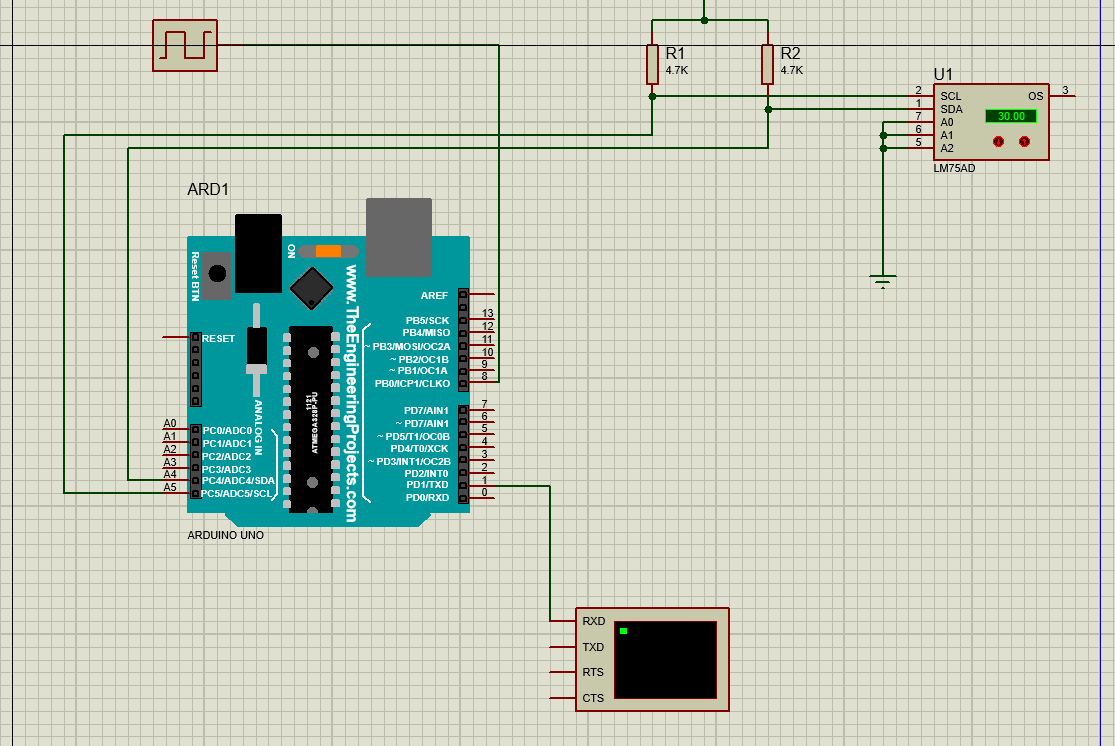 R1
4.7K
R2
4.7K
U1
2
1
7
6
5
SCL
SDA
A0
A1
A2
OS
3
30.00
LM75AD
ARD1
Reset BTN
ON
www.TheEngineeringProjects.com
RESET
AREF
PB5/SCK
13
PB4/MISO
12
~ PB3/MOSI/OC2A
11
~ PB2/OC1B
10
~ PB1/OC1A
9
PB0/ICP1/CLKO
8
1121
ATMEGA328P-PU
ANALOG IN
A0
PC0/ADC0
A1
PC1/ADC1
A2
PC2/ADC2
A3
PC3/ADC3
A4
PC4/ADC4/SDA
A5
PC5/ADC5/SCL
PD7/AIN1
7
~ PD7/AIN1
6
~ PD5/T1/OC0B
5
PD4/T0/XCK
4
~ PD3/INT1/OC2B
3
PD2/INT0
2
PD1/TXD
1
PD0/RXD
0
ARDUINO UNO
RXD
TXD
RTS
CTS